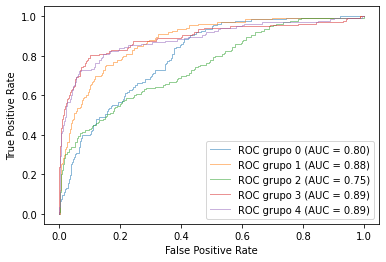 1.0
0.8
0.6
0.4
0.2
0.0
True Positive Rate
ROC grupo 0 (AUC = 0.80)
ROC grupo 1 (AUC = 0.88)
ROC grupo 2 (AUC = 0.75)
ROC grupo 3 (AUC = 0.89)
ROC grupo 4 (AUC = 0.89)
0.0 0.2 0.4 0.6 0.8 1.0
False Positive Rate